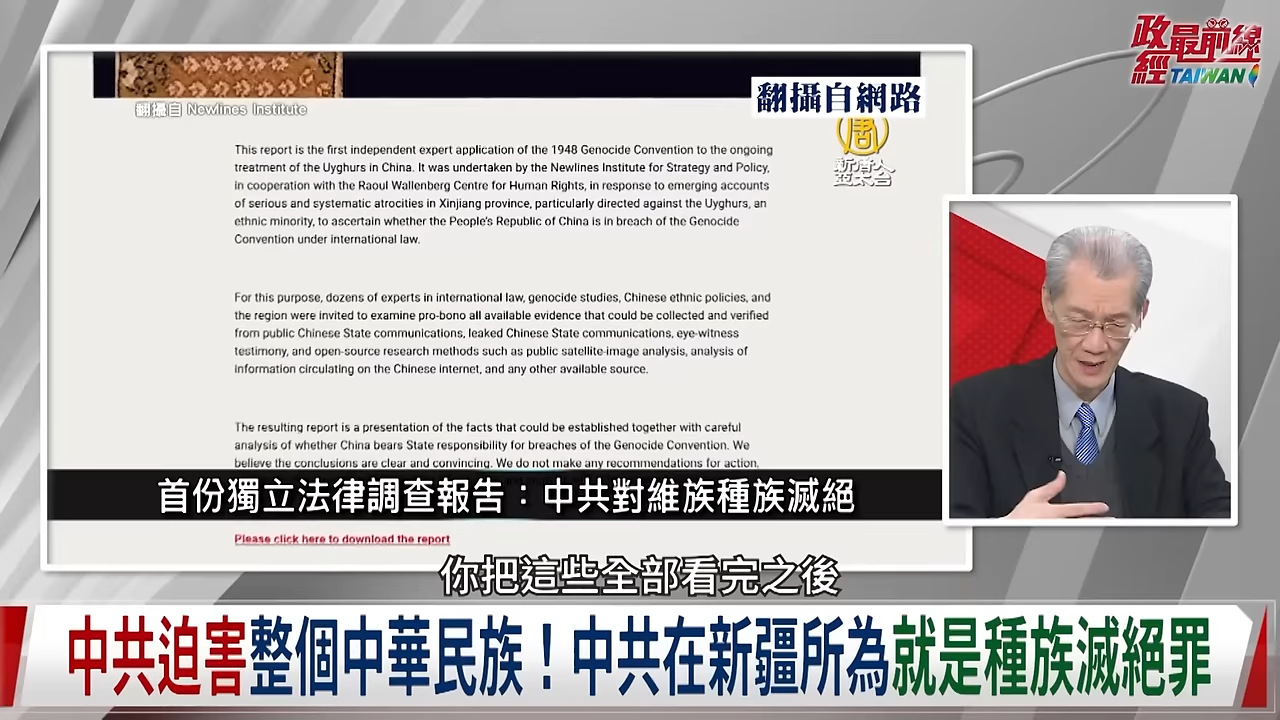 政經最前線
TAIWAN
翻攝自網路
翻攝自 Newlines Institute
唐
新唐人
亞太台
This report is the first independent expert application of the 1948 Genocide Convention to the ongoing
treatment of the Uyghurs in China. It was undertaken by the Newlines Institute for Strategy and Policy,
in cooperation with the Raoul Wallenberg Centre for Human Rights, in response to emerging accounts
of serious and systematic atrocities in Xinjiang province, particularly directed against the Uyghurs, an
ethnic minority, to ascertain whether the People's Republic of China is in breach of the Genocide
Convention under international law.
For this purpose, dozens of experts in international law, genocide studies, Chinese ethnic policies, and
the region were invited to examine pro-bono all available evidence that could be collected and verified
from public Chinese State communications, leaked Chinese State communications, eye-witness
testimony, and open-source research methods such as public satellite-image analysis, analysis of
information circulating on the Chinese internet, and any other available source.
The resulting report is a presentation of the facts that could be established together with careful
analysis of whether China bears State responsibility for breaches of the Genocide Convention. We
believe the conclusions are clear and convincing. We do not make any recommendations for action,
首份獨立法律調查報告：中共對維族種族滅絕
Please click here to download the report
你把這些全部看完之後
中共迫害整個中華民族！中共在新疆所為就是種族滅絕罪